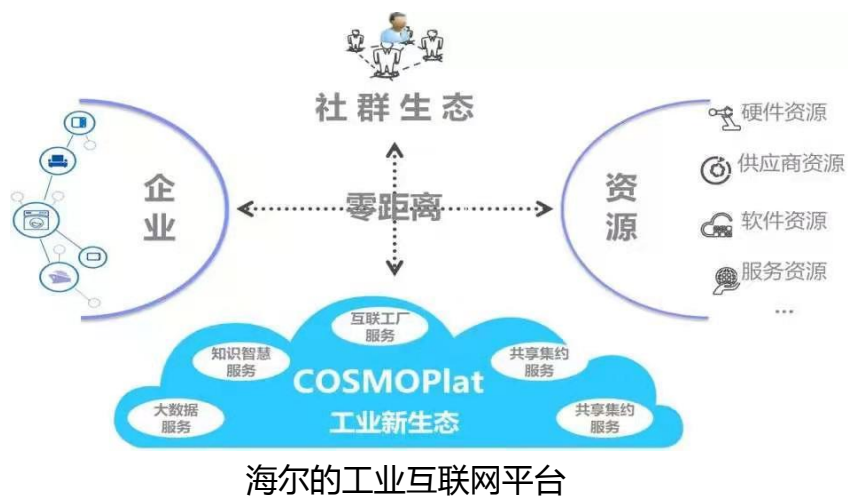 社群生态
企业
零距离
资源
硬件资源
供应商资源
软件资源
服务资源
...
互联工厂
服务
知识智慧
服务
共享集约
服务
COSMOPlat
工业新生态
大数据
服务
共享集约
服务
海尔的工业互联网平台